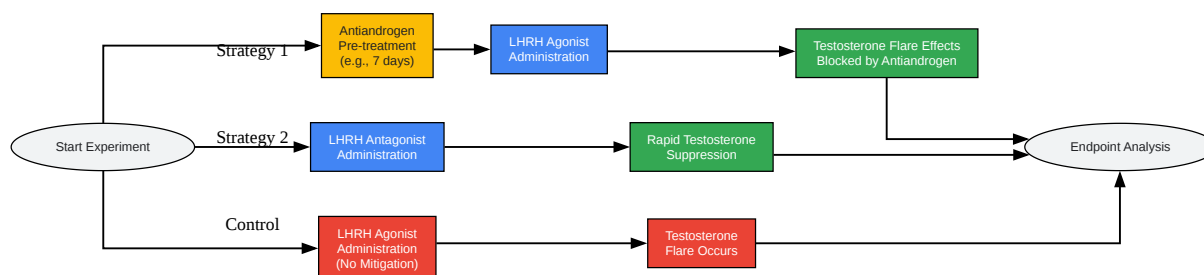 Strategy 1
Antiandrogen
Pre-treatment
(e.g., 7 days)
LHRH Agonist
Administration
Testosterone Flare Effects
Blocked by Antiandrogen
Start Experiment
Strategy 2
LHRH Antagonist
Administration
Rapid Testosterone
Suppression
Endpoint Analysis
Control
LHRH Agonist
Administration
(No Mitigation)
Testosterone
Flare Occurs